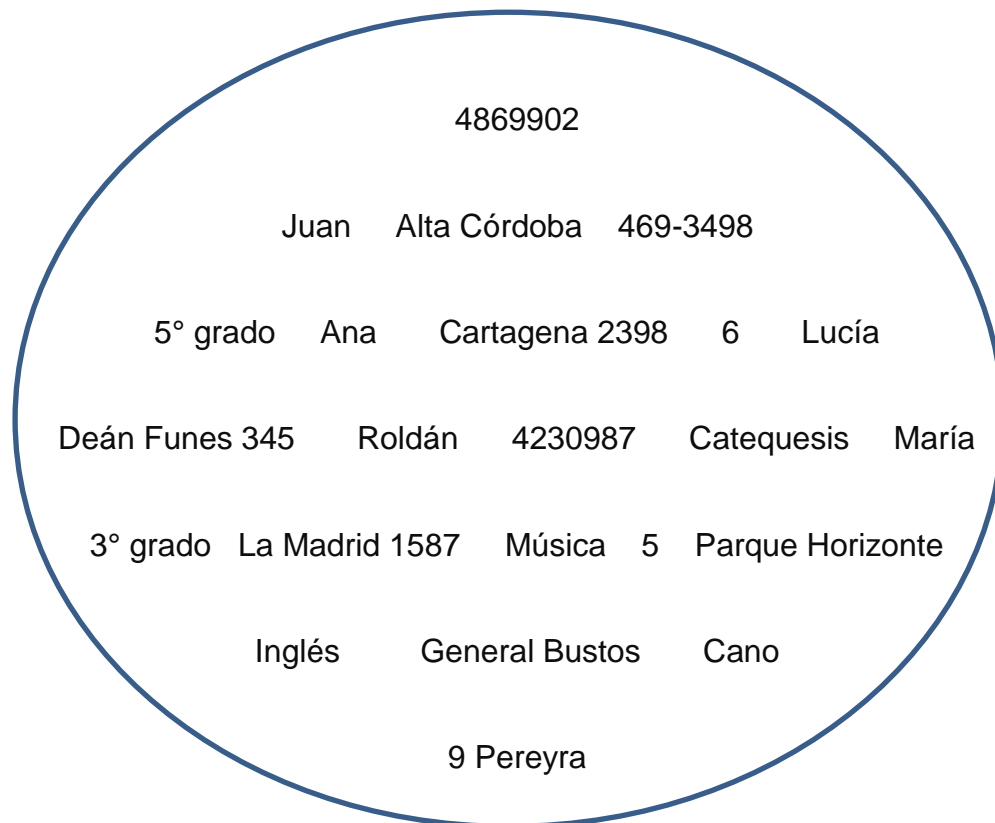 4869902
Juan Alta Córdoba 469-3498
5° grado Ana Cartagena 2398 6 Lucía
Deán Funes 345 Roldán 4230987 Catequesis María
3° grado La Madrid 1587 Música 5 Parque Horizonte
Inglés General Bustos Cano
9 Pereyra